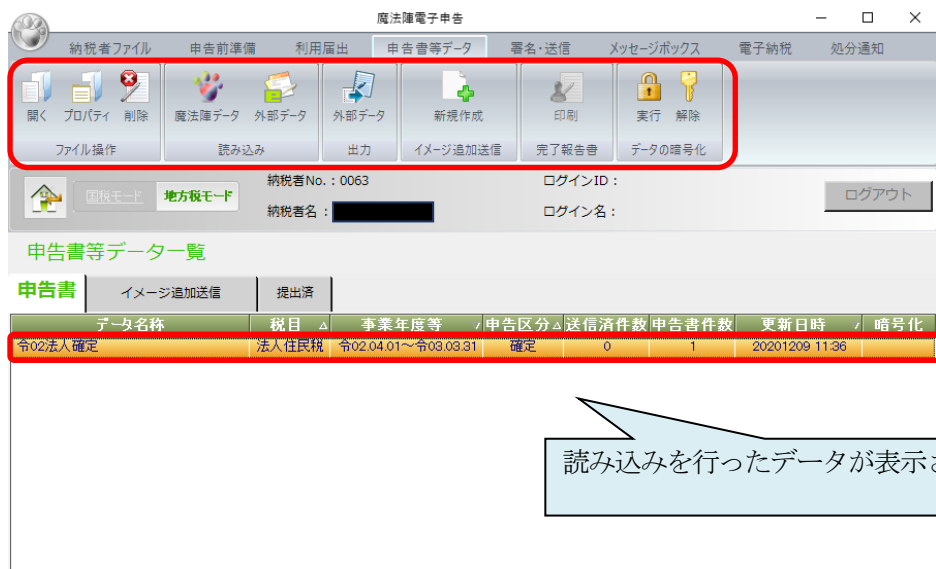 魔法陣電子申告
納税者ファイル 申告前準備 利用届出 申告書等データ 署名・送信 メッセージボックス 電子納税 処分通知
開く プロパティ 削除 魔法陣データ 外部データ 外部データ 新規作成 印刷 実行 解除
ファイル操作 読み込み 出力 イメージ追加送信 完了報告書 データの暗号化
国税モード 地方税モード 納税者No.:0063 ログインID: ログアウト
納税者名: ログイン名:
申告書等データ一覧
申告書 イメージ追加送信 提出済
データ名称 税目 事業年度等 申告区分 送信済件数 申告書件数 更新日時 暗号化
令02法人確定 法人住民税 令02.04.01~令03.03.31 確定 0 1 20201209 11:36
読み込みを行ったデータが表示さ